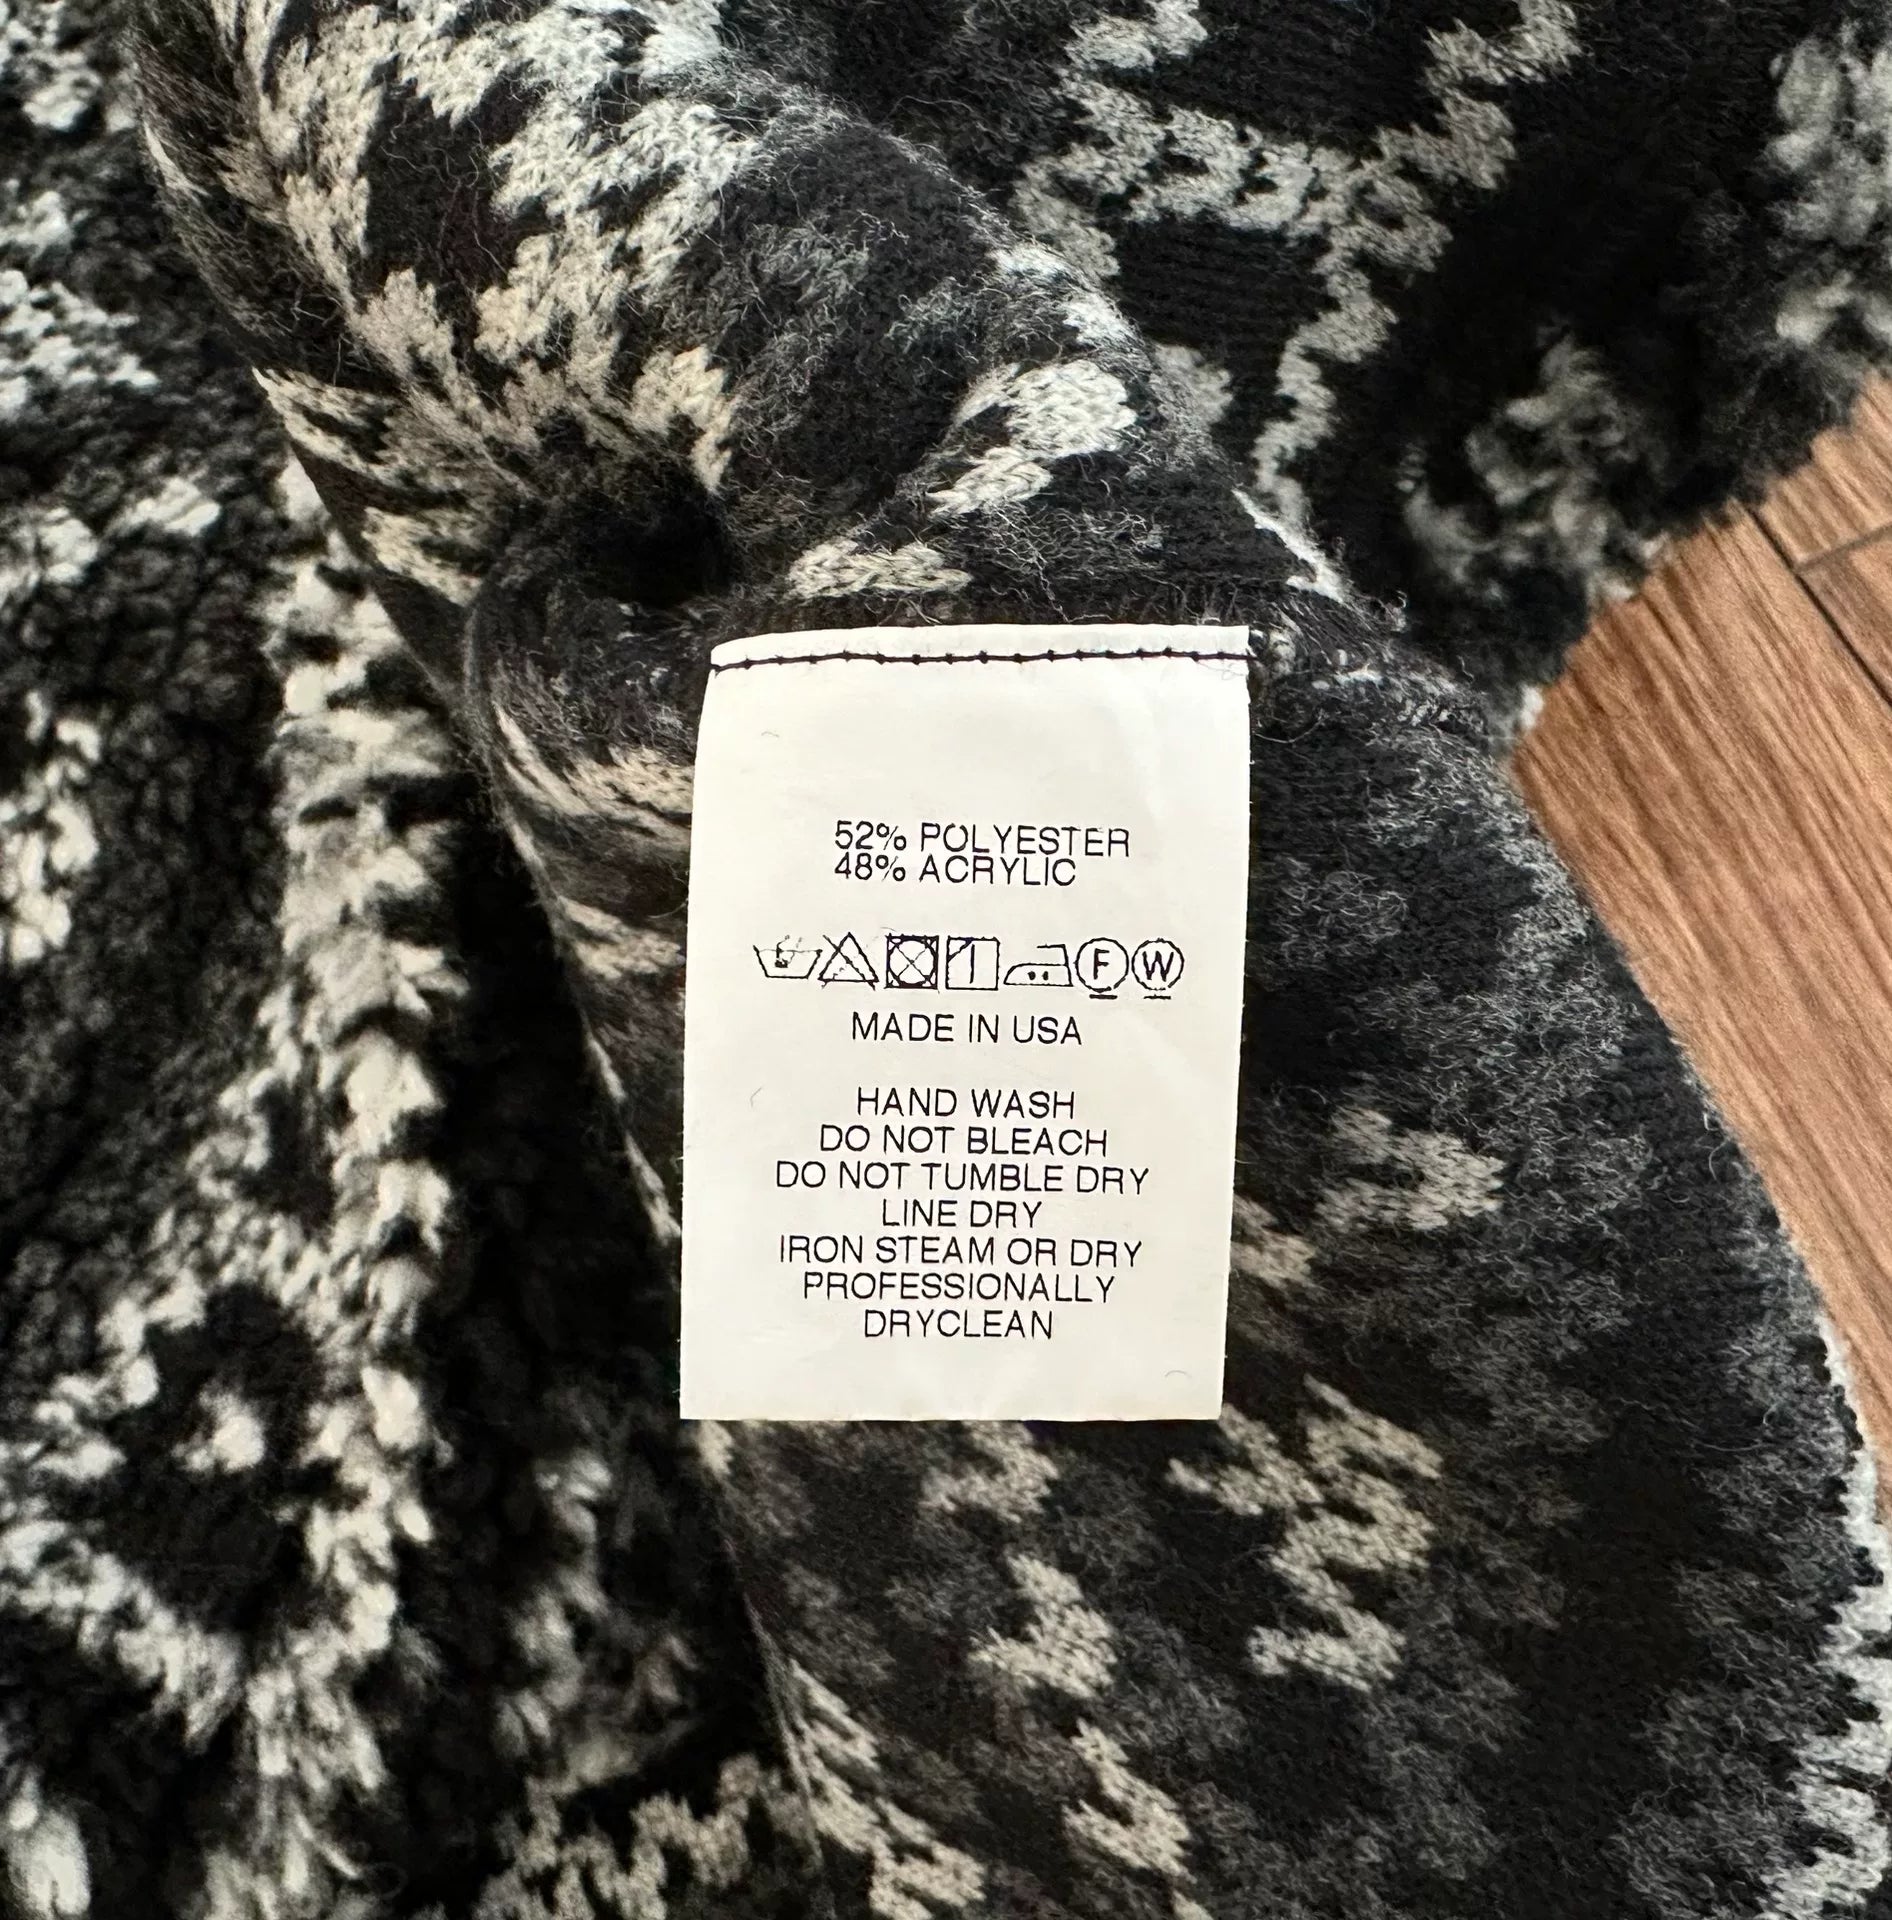 52% POLYESTER
48% ACRYLIC
F W
MADE IN USA
HAND WASH
DO NOT BLEACH
DO NOT TUMBLE DRY
LINE DRY
IRON STEAM OR DRY
PROFESSIONALLY
DRYCLEAN